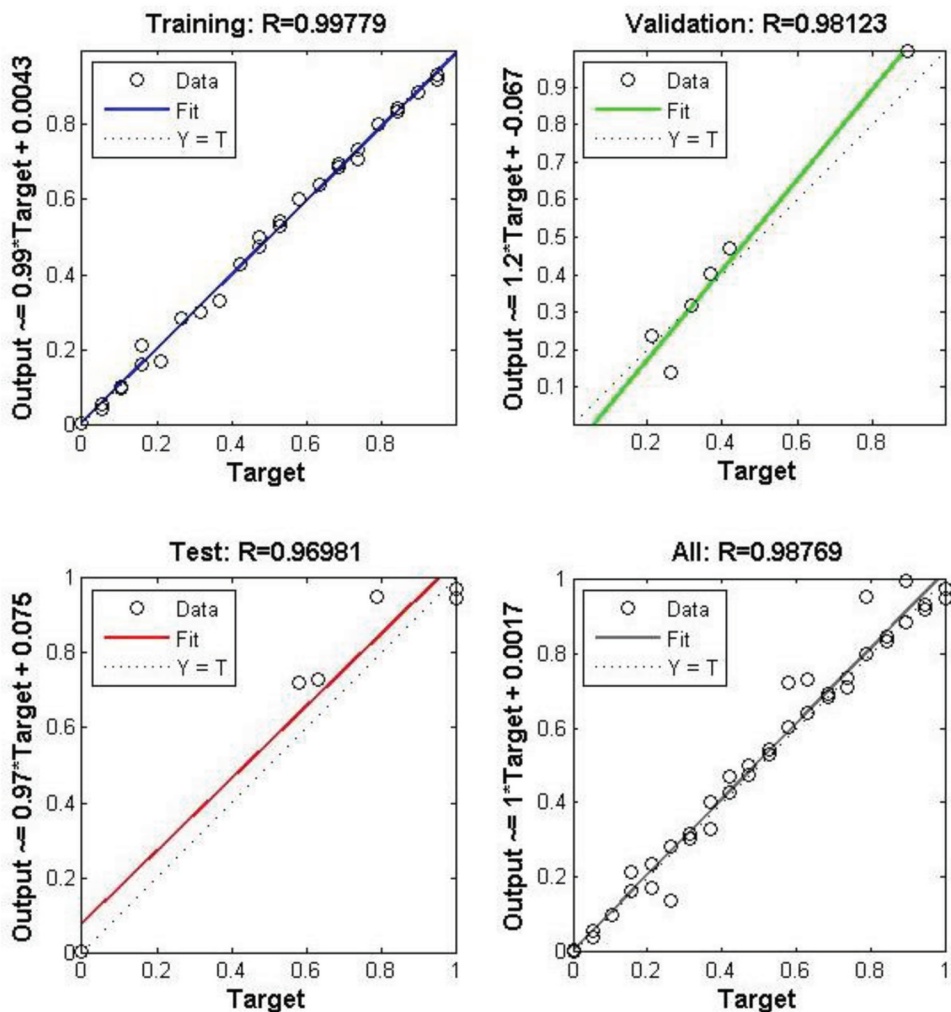 Training: R=0.99779
Output ~= 0.99*Target + 0.0043
Data
Fit
Y = T
0.8
0.6
0.4
0.2
0
0
0.2
0.4
0.6
0.8
Target
Validation: R=0.98123
Output ~= 1.2*Target + -0.067
Data
Fit
Y = T
0.9
0.8
0.7
0.6
0.5
0.4
0.3
0.2
0.1
0.2
0.4
0.6
0.8
Target
Test: R=0.96981
Output ~= 0.97*Target + 0.075
Data
Fit
Y = T
1
0.8
0.6
0.4
0.2
0
0
0.2
0.4
0.6
0.8
1
Target
All: R=0.98769
Output ~= 1*Target + 0.0017
Data
Fit
Y = T
1
0.8
0.6
0.4
0.2
0
0
0.2
0.4
0.6
0.8
1
Target